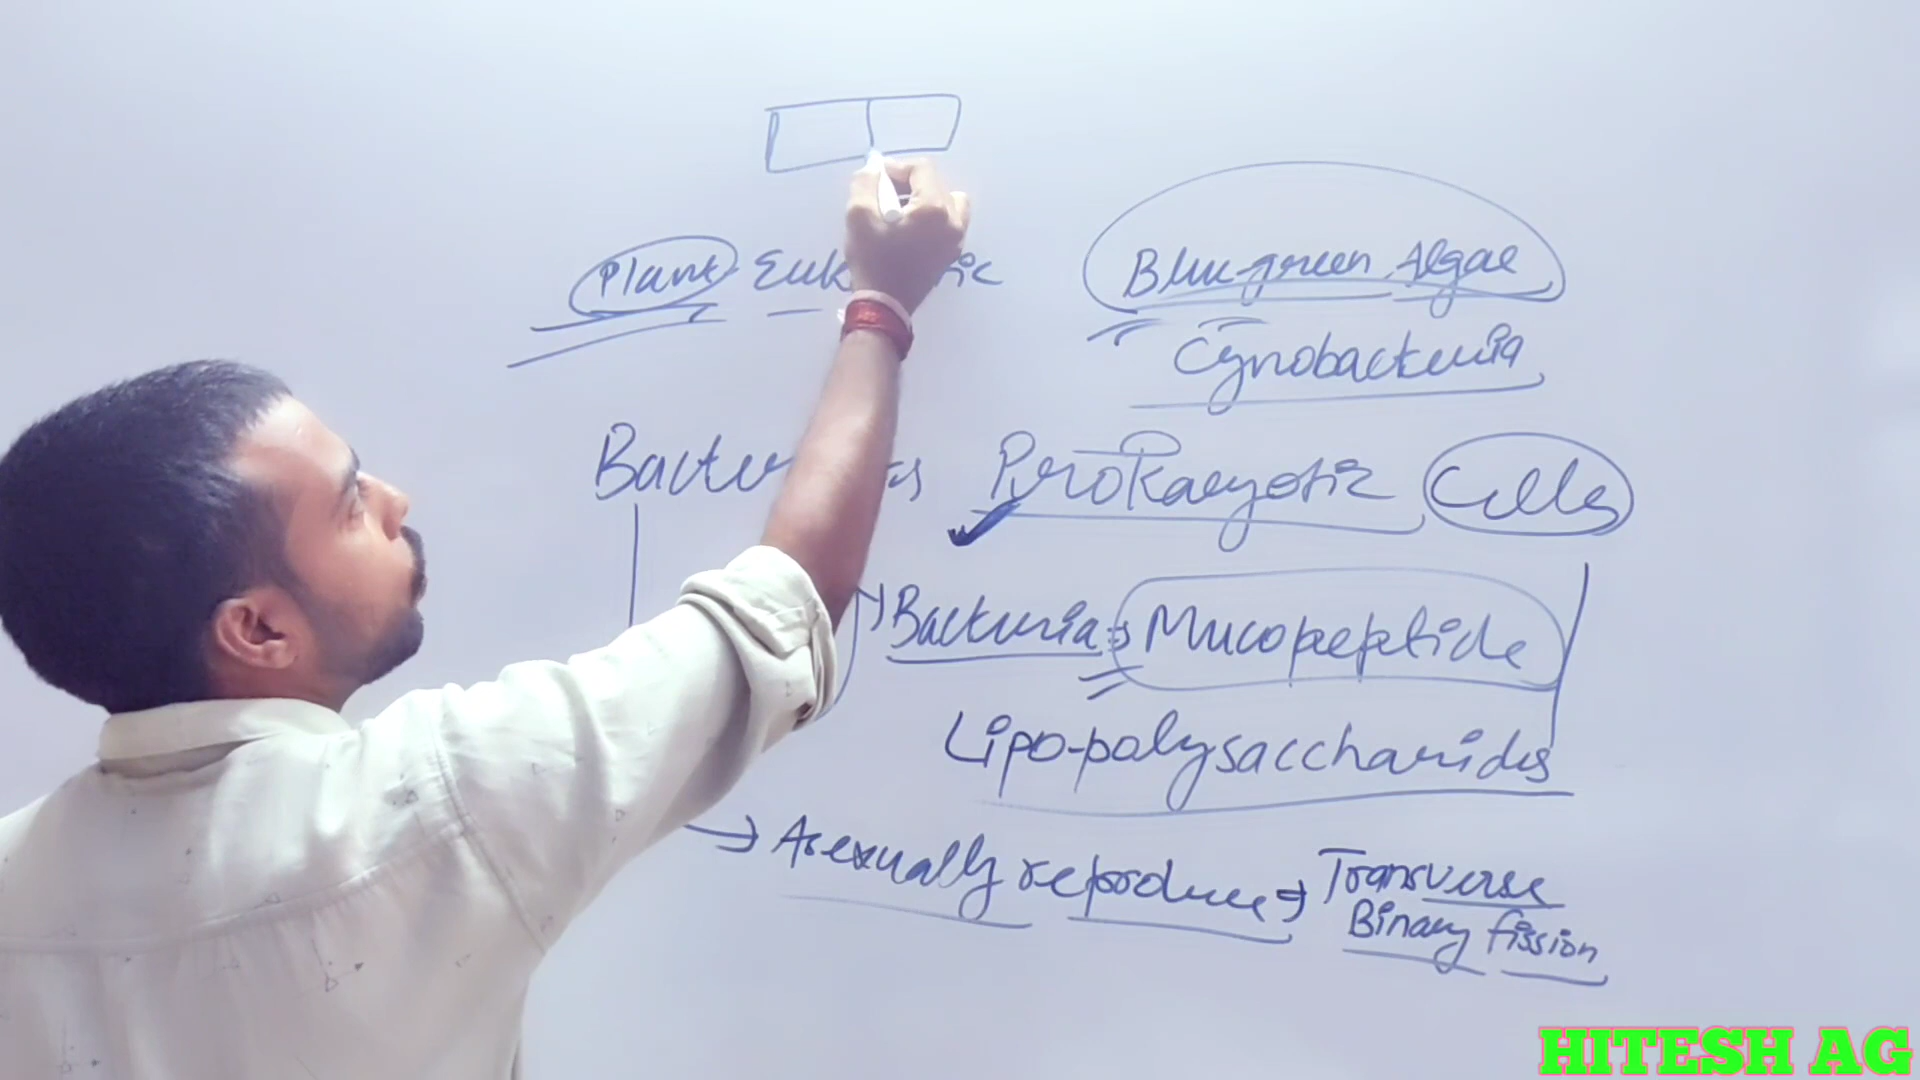 Plant
Blue-green Algae
Cynobacteria
Prokaryotic Cells
Bacteria ⇒ Mucopeptide
Lipo-polysaccharides
→ Asexually reproduce ⇒ Transverse
Binary fission
HITESH AG